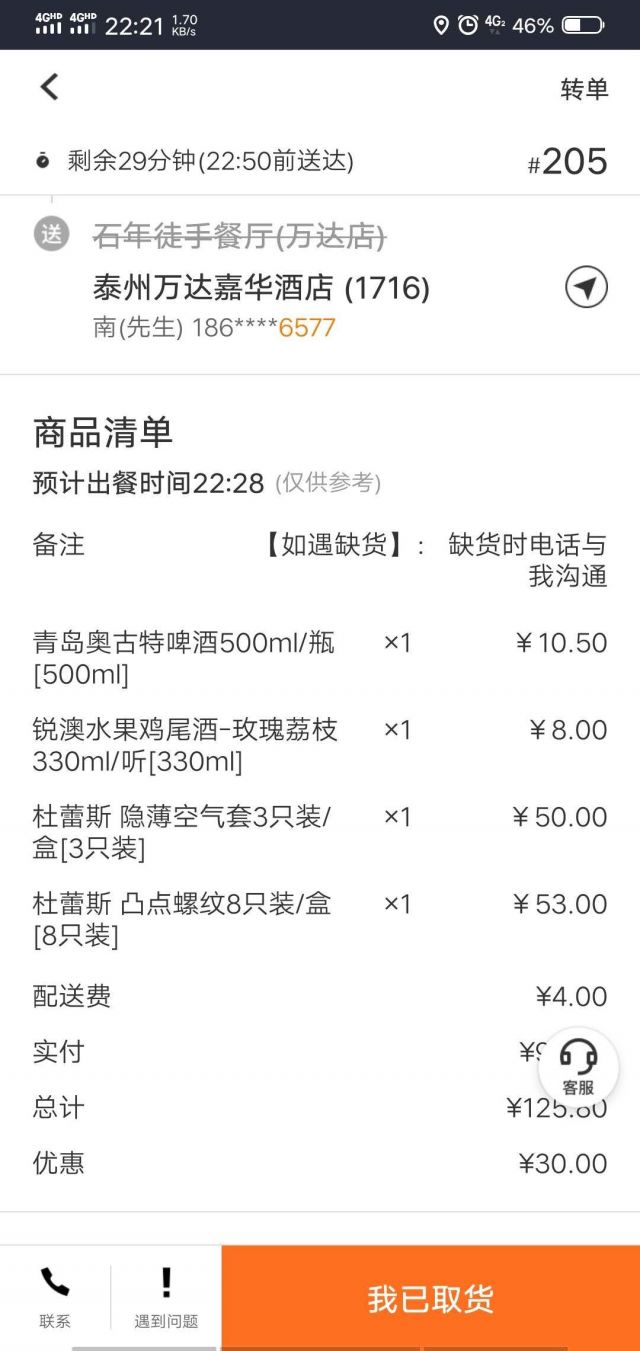 4GHD 4GHD 22:21 1.70 KB/s 4G2 46%
转单
剩余29分钟(22:50前送达) #205
送 石年徒手餐厅(万达店)
泰州万达嘉华酒店 (1716)
南(先生) 186****6577
商品清单
预计出餐时间22:28 (仅供参考)
备注 【如遇缺货】: 缺货时电话与
我沟通
青岛奥古特啤酒500ml/瓶 ×1 ¥10.50
[500ml]
锐澳水果鸡尾酒-玫瑰荔枝 ×1 ¥8.00
330ml/听[330ml]
杜蕾斯 隐薄空气套3只装/ ×1 ¥50.00
盒[3只装]
杜蕾斯 凸点螺纹8只装/盒 ×1 ¥53.00
[8只装]
配送费 ¥4.00
实付 ¥9
客服
总计 ¥125.80
优惠 ¥30.00
联系 遇到问题 我已取货